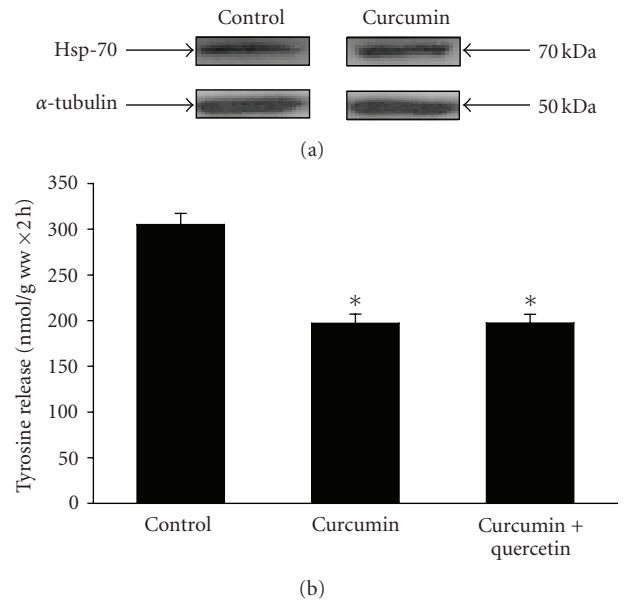 Control Curcumin
Hsp-70 70 kDa
α-tubulin 50 kDa
(a)
350
300
250
200
150
100
50
0
Tyrosine release (nmol/g ww ×2 h)
* *
Control Curcumin Curcumin +
quercetin
(b)